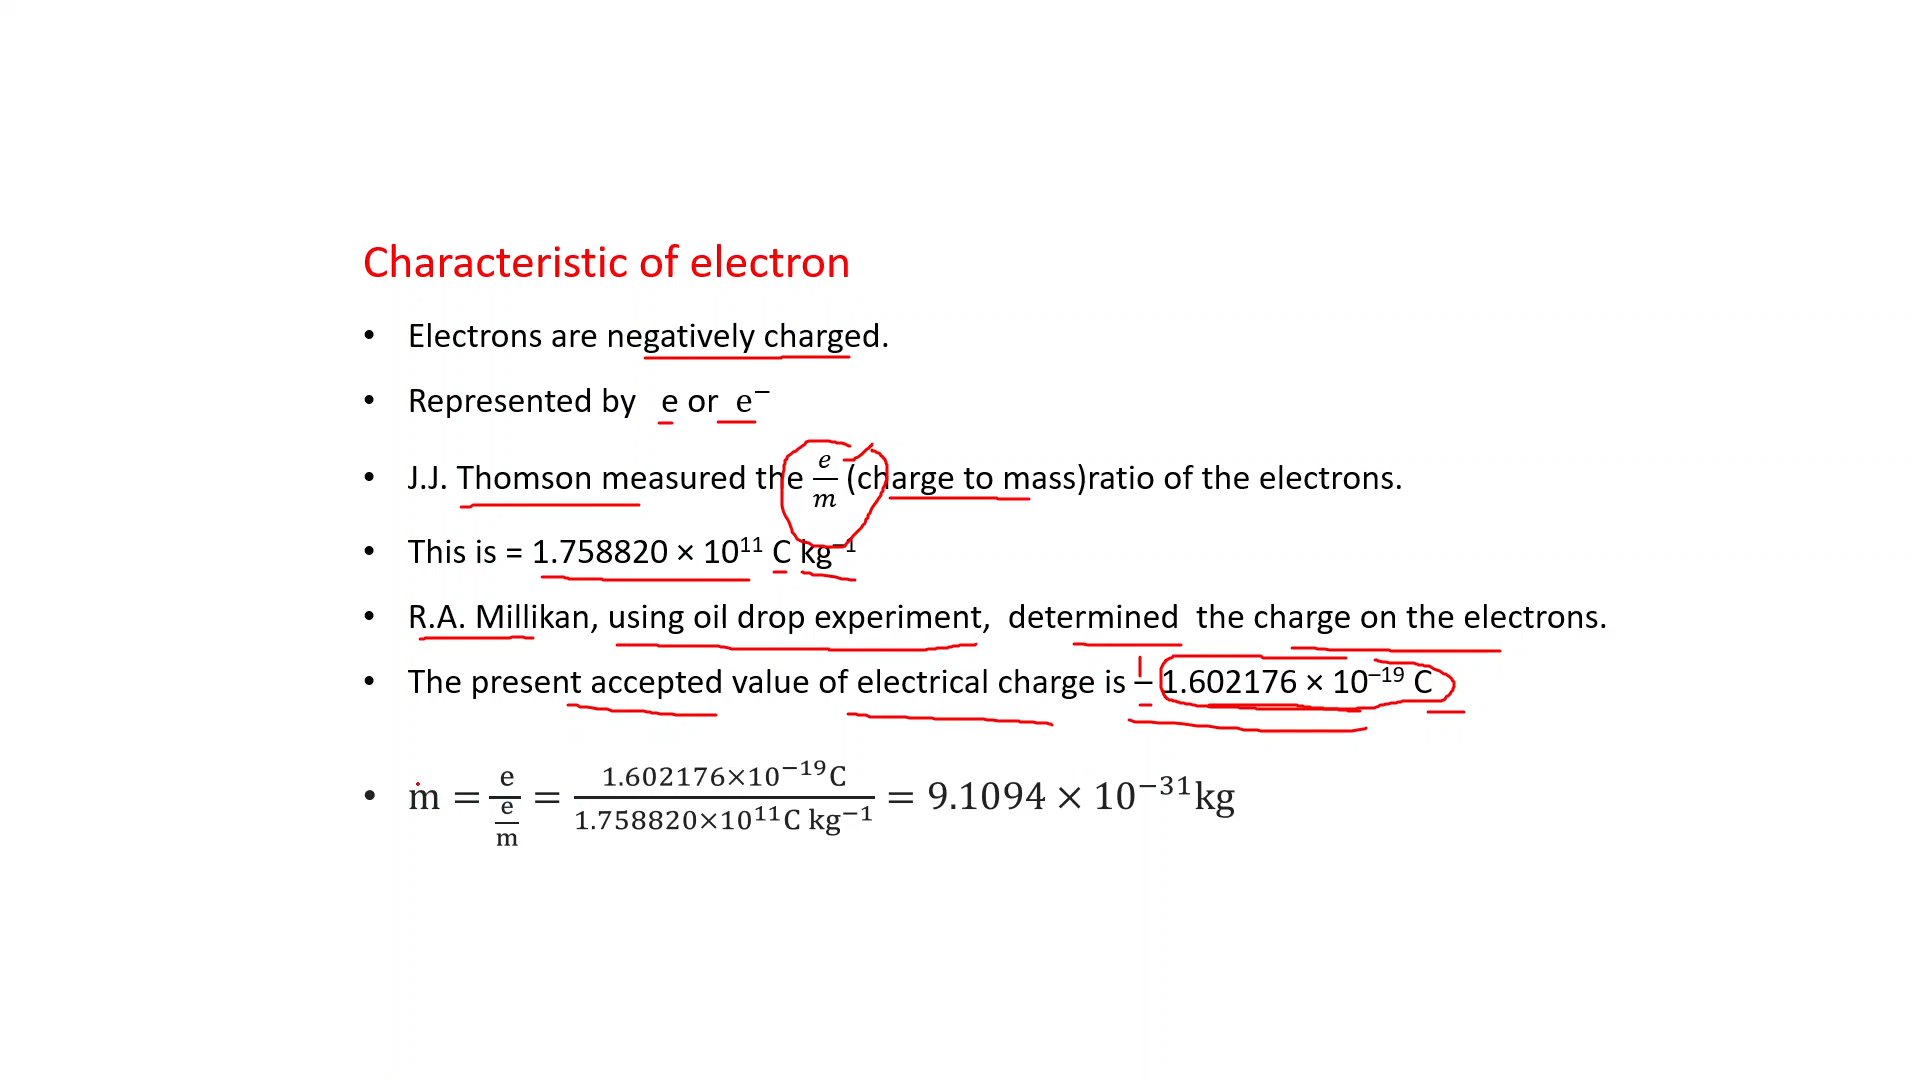 Characteristic of electron
• Electrons are negatively charged.
• Represented by e or e⁻
• J.J. Thomson measured the e/m (charge to mass)ratio of the electrons.
• This is = 1.758820 × 10¹¹ C kg⁻¹
• R.A. Millikan, using oil drop experiment, determined the charge on the electrons.
• The present accepted value of electrical charge is – 1.602176 × 10⁻¹⁹ C
• m = e/(e/m) = 1.602176×10⁻¹⁹C / 1.758820×10¹¹C kg⁻¹ = 9.1094 × 10⁻³¹kg